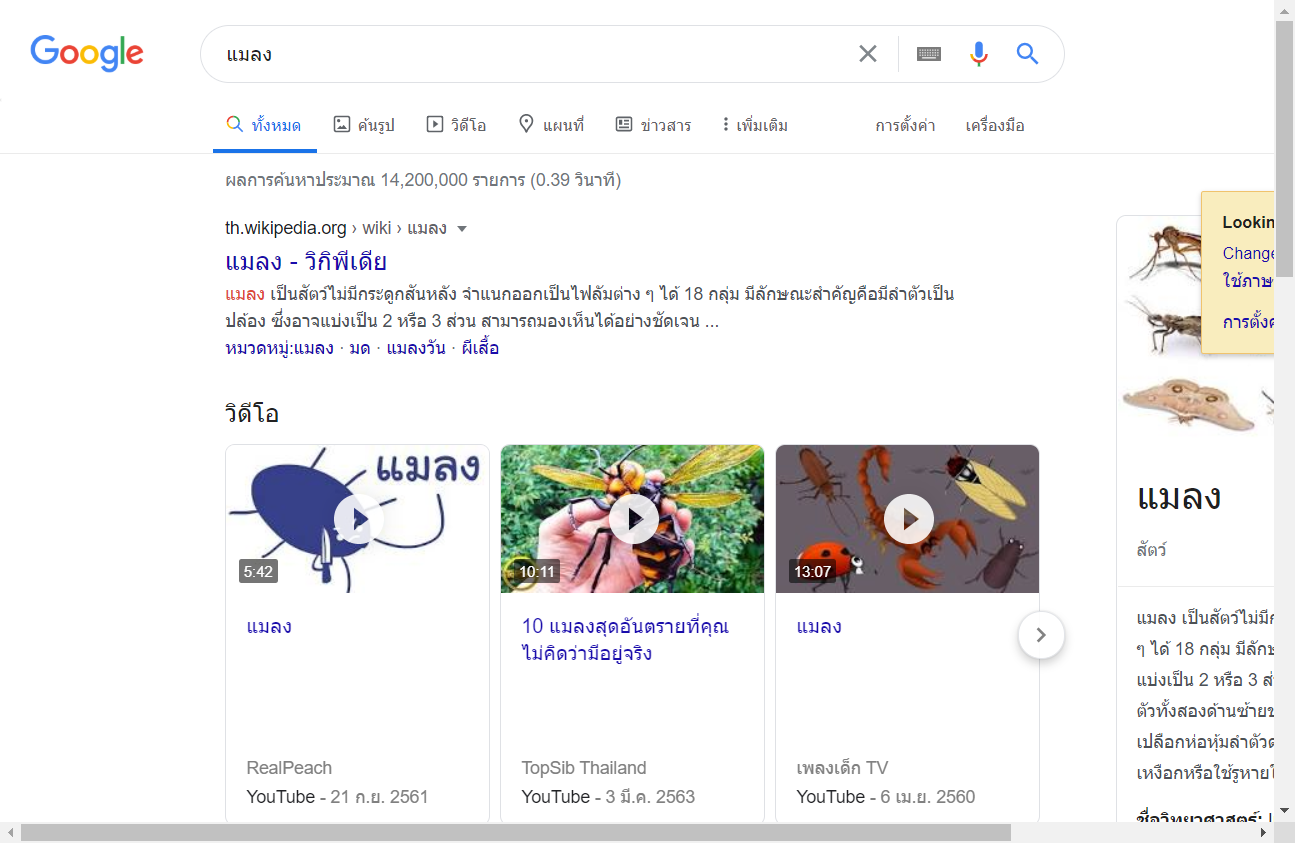 Google
แมลง
ทั้งหมด
ค้นรูป
วิดีโอ
แผนที่
ข่าวสาร
เพิ่มเติม
การตั้งค่า
เครื่องมือ
ผลการค้นหาประมาณ 14,200,000 รายการ (0.39 วินาที)
th.wikipedia.org › wiki › แมลง
แมลง - วิกิพีเดีย
แมลง เป็นสัตว์ไม่มีกระดูกสันหลัง จำแนกออกเป็นไฟลัมต่าง ๆ ได้ 18 กลุ่ม มีลักษณะสำคัญคือมีลำตัวเป็น
ปล้อง ซึ่งอาจแบ่งเป็น 2 หรือ 3 ส่วน สามารถมองเห็นได้อย่างชัดเจน ...
หมวดหมู่:แมลง · มด · แมลงวัน · ผีเสื้อ
วิดีโอ
แมลง
5:42
แมลง
RealPeach
YouTube - 21 ก.ย. 2561
10:11
10 แมลงสุดอันตรายที่คุณ
ไม่คิดว่ามีอยู่จริง
TopSib Thailand
YouTube - 3 มี.ค. 2563
13:07
แมลง
เพลงเด็ก TV
YouTube - 6 เม.ย. 2560
Lookin
Change
ใช้ภาษ
การตั้งค
แมลง
สัตว์
แมลง เป็นสัตว์ไม่มี
ๆ ได้ 18 กลุ่ม มีลัก
แบ่งเป็น 2 หรือ 3
ตัวทั้งสองด้านซ้าย
เปลือกห่อหุ้มลำตัว
เหงือกหรือใช้รูหาย
ชื่อวิทยาศาสตร์: